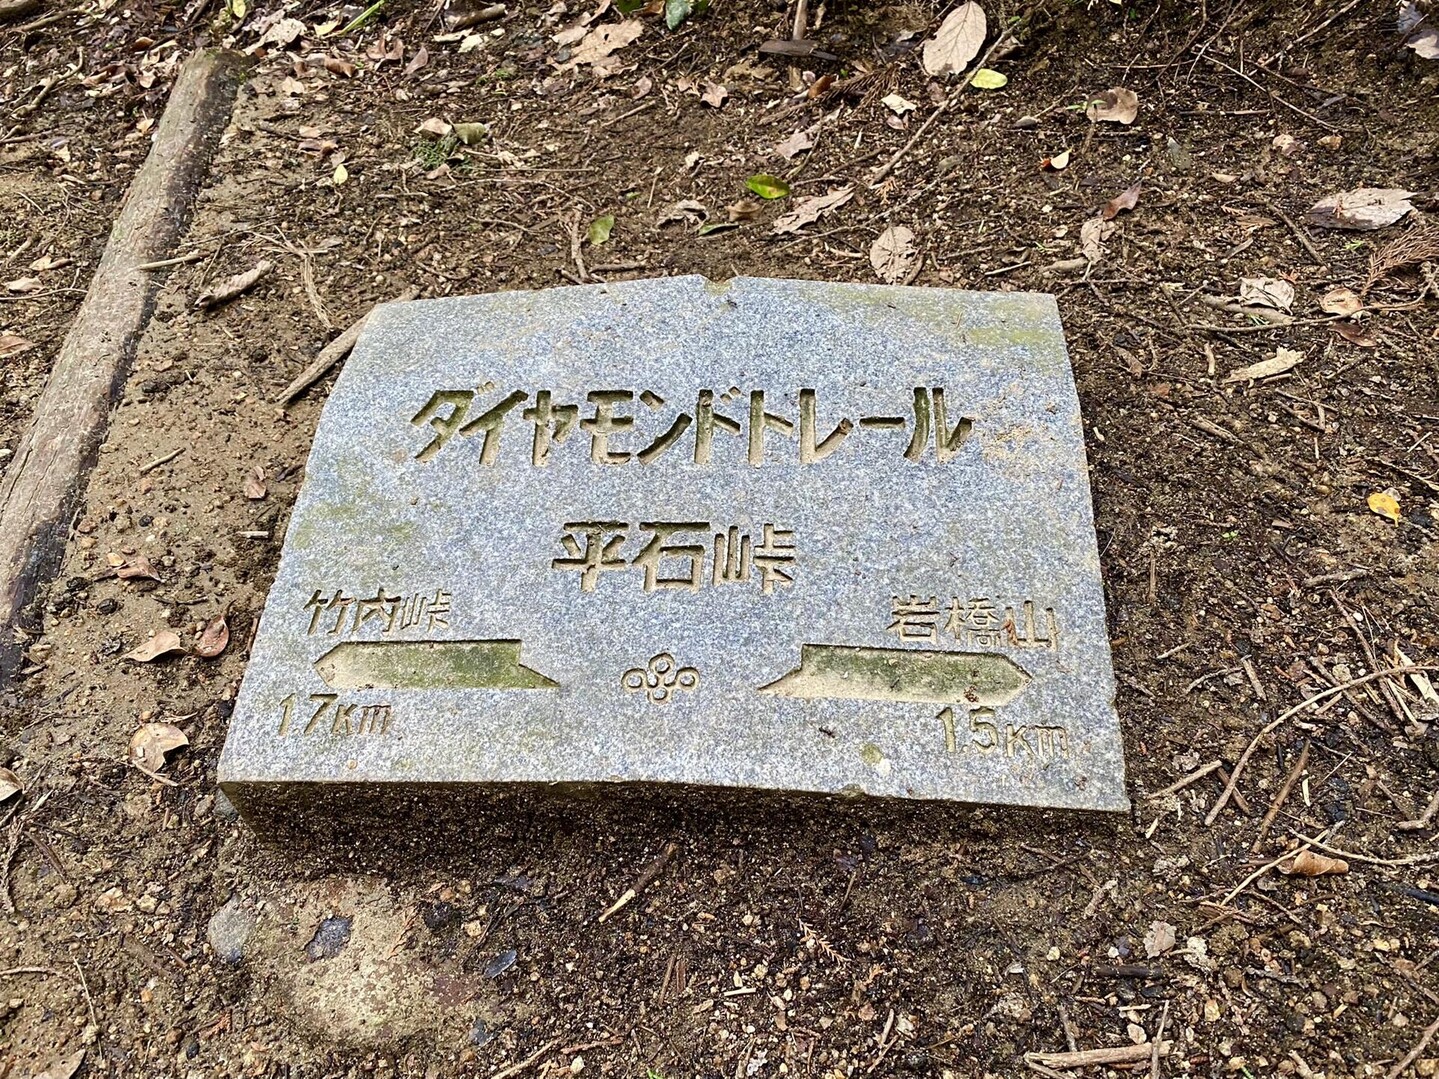 ダイヤモンドトレール
平石峠
竹内峠
岩橋山
1.7Km
1.5Km